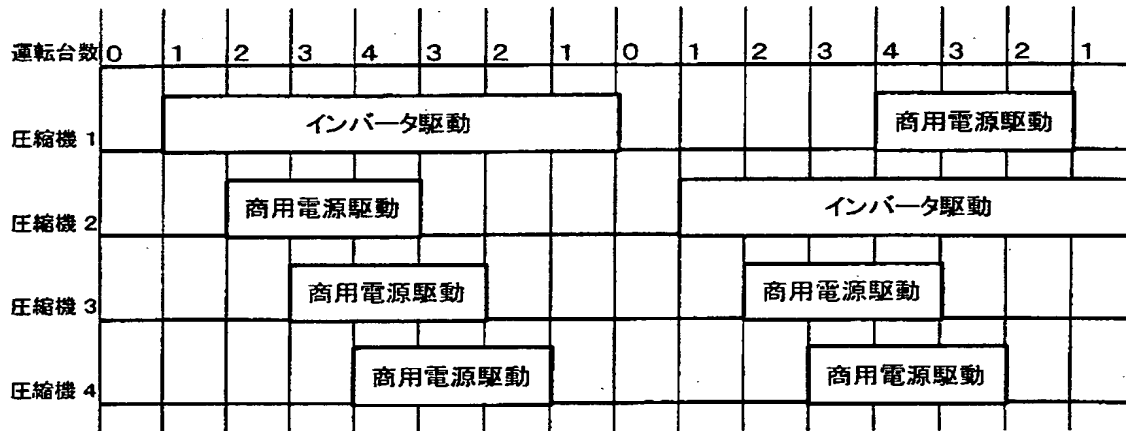 運転台数 0 1 2 3 4 3 2 1 0 1 2 3 4 3 2 1
圧縮機 1 インバータ駆動 商用電源駆動
圧縮機 2 商用電源駆動 インバータ駆動
圧縮機 3 商用電源駆動 商用電源駆動
圧縮機 4 商用電源駆動 商用電源駆動